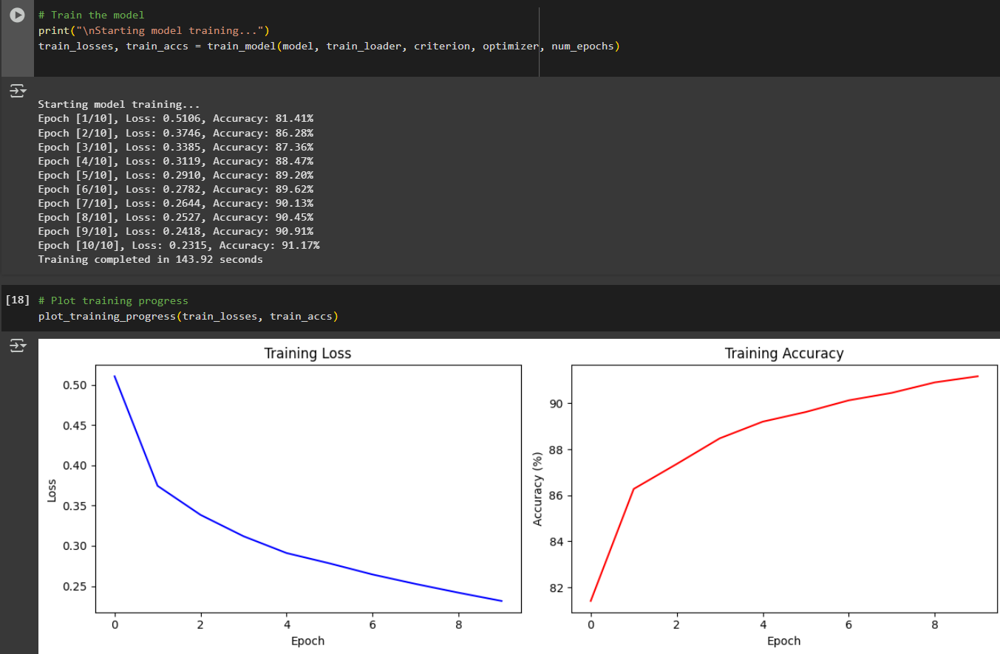 # Train the model
print("\nStarting model training...")
train_losses, train_accs = train_model(model, train_loader, criterion, optimizer, num_epochs)
Starting model training...
Epoch [1/10], Loss: 0.5106, Accuracy: 81.41%
Epoch [2/10], Loss: 0.3746, Accuracy: 86.28%
Epoch [3/10], Loss: 0.3385, Accuracy: 87.36%
Epoch [4/10], Loss: 0.3119, Accuracy: 88.47%
Epoch [5/10], Loss: 0.2910, Accuracy: 89.20%
Epoch [6/10], Loss: 0.2782, Accuracy: 89.62%
Epoch [7/10], Loss: 0.2644, Accuracy: 90.13%
Epoch [8/10], Loss: 0.2527, Accuracy: 90.45%
Epoch [9/10], Loss: 0.2418, Accuracy: 90.91%
Epoch [10/10], Loss: 0.2315, Accuracy: 91.17%
Training completed in 143.92 seconds
[18] # Plot training progress
plot_training_progress(train_losses, train_accs)
Training Loss
0.50
0.45
0.40
0.35
0.30
0.25
Loss
0 2 4 6 8
Epoch
Training Accuracy
90
88
86
84
82
Accuracy (%)
0 2 4 6 8
Epoch